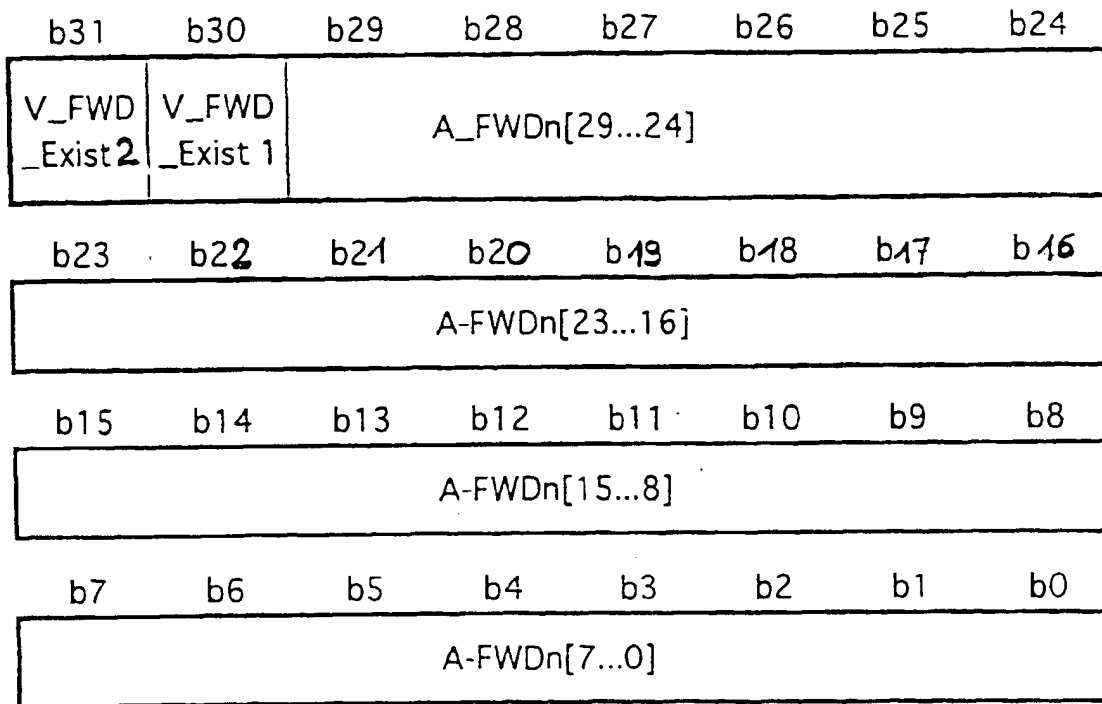 b31 b30 b29 b28 b27 b26 b25 b24
V_FWD V_FWD
_Exist 2 _Exist 1
A_FWDn[29...24]
b23 b22 b21 b20 b19 b18 b17 b16
A-FWDn[23...16]
b15 b14 b13 b12 b11 b10 b9 b8
A-FWDn[15...8]
b7 b6 b5 b4 b3 b2 b1 b0
A-FWDn[7...0]